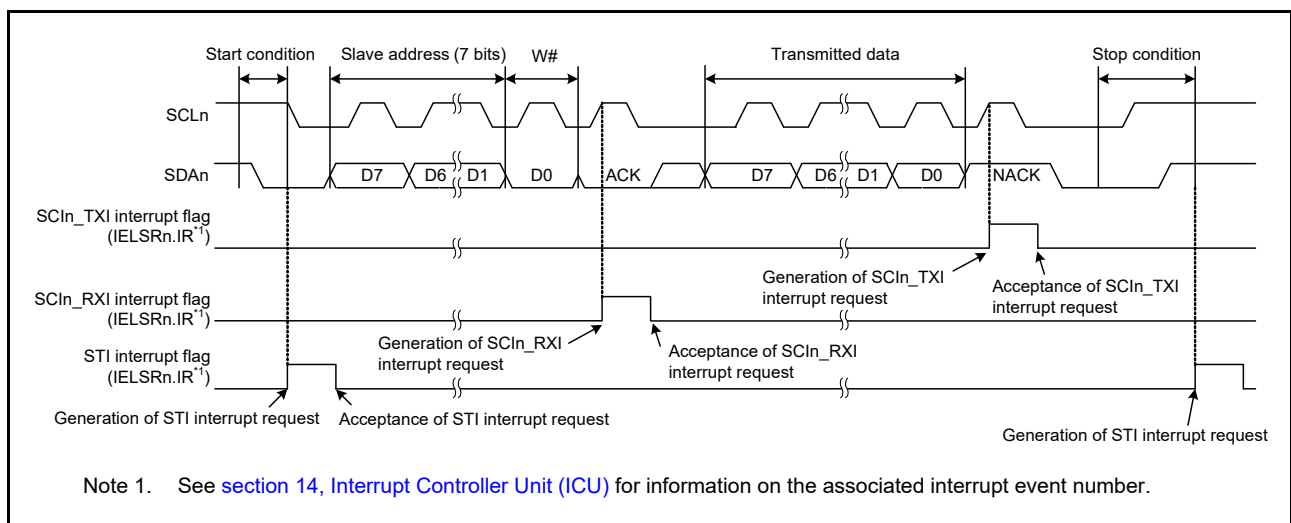 Start condition
Slave address (7 bits)
W#
Transmitted data
Stop condition
SCLn
SDAn
D7
D6
D1
D0
ACK
D7
D6
D1
D0
NACK
SCIn_TXI interrupt flag
(IELSRn.IR*1)
Generation of SCIn_TXI
interrupt request
Acceptance of SCIn_TXI
interrupt request
SCIn_RXI interrupt flag
(IELSRn.IR*1)
Generation of SCIn_RXI
interrupt request
Acceptance of SCIn_RXI
interrupt request
STI interrupt flag
(IELSRn.IR*1)
Generation of STI interrupt request
Acceptance of STI interrupt request
Generation of STI interrupt request
Note 1. See section 14, Interrupt Controller Unit (ICU) for information on the associated interrupt event number.